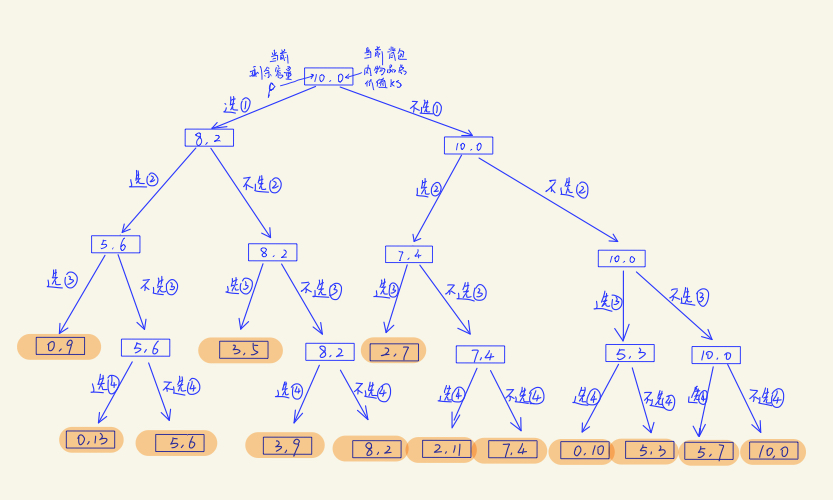 当前
剩余容量
P
10.0
当前背包
内物品总
价值KS
选①
不选①
8,2
10.0
选②
不选②
选②
不选②
5.6
8.2
7.4
10.0
选③
不选③
选③
不选③
选③
不选③
选③
不选③
0.9
5.6
3.5
8.2
2.7
7.4
5.3
10.0
选④
不选④
选④
不选④
选④
不选④
选④
不选④
选④
不选④
0.13
5.6
3,9
8.2
2.11
7.4
0.10
5.3
5.7
10,0